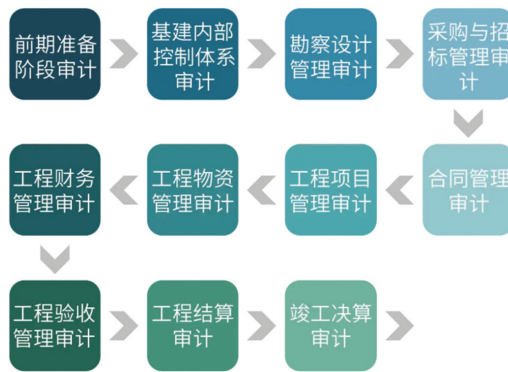 前期准备
阶段审计
基建内部
控制体系
审计
勘察设计
管理审计
采购与招
标管理审
计
合同管理
审计
工程项目
管理审计
工程物资
管理审计
工程财务
管理审计
工程验收
管理审计
工程结算
审计
竣工决算
审计